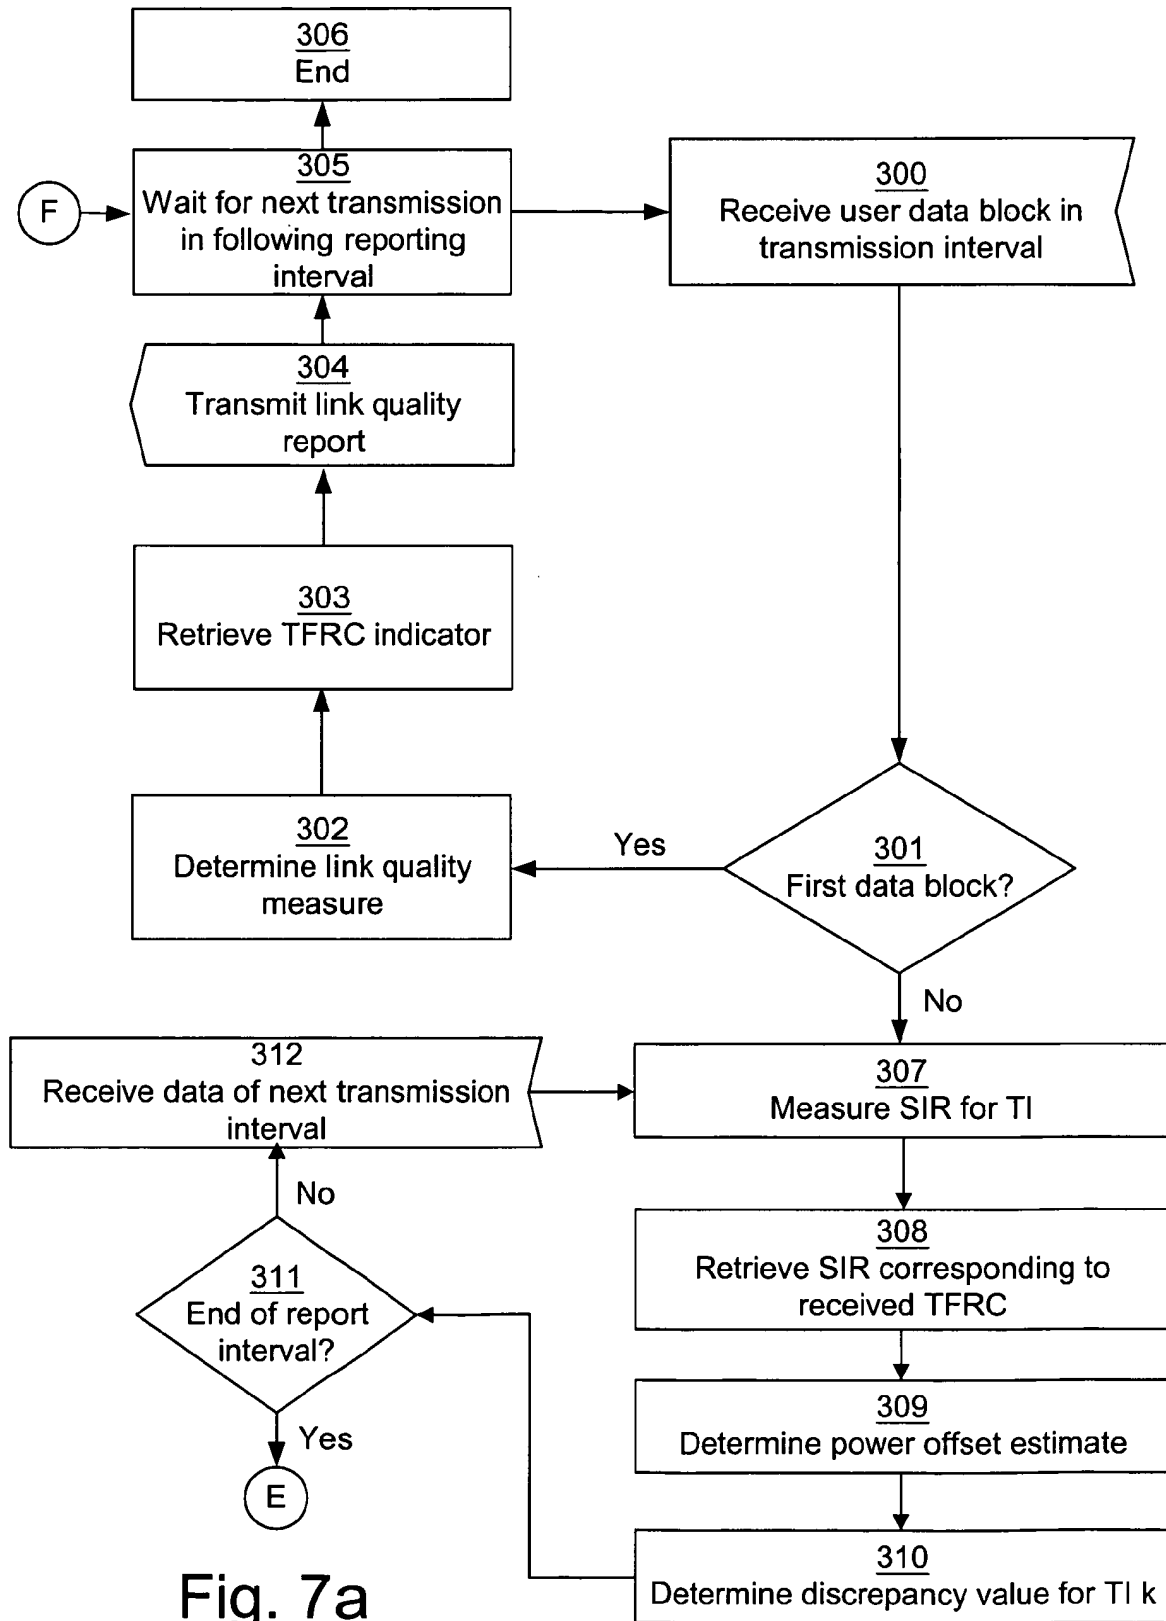 306
End
305
Wait for next transmission
in following reporting
interval
F
300
Receive user data block in
transmission interval
304
Transmit link quality
report
303
Retrieve TFRC indicator
302
Determine link quality
measure
Yes
301
First data block?
No
312
Receive data of next transmission
interval
307
Measure SIR for TI
No
308
Retrieve SIR corresponding to
received TFRC
311
End of report
interval?
309
Determine power offset estimate
Yes
E
310
Determine discrepancy value for TI k
Fig. 7a